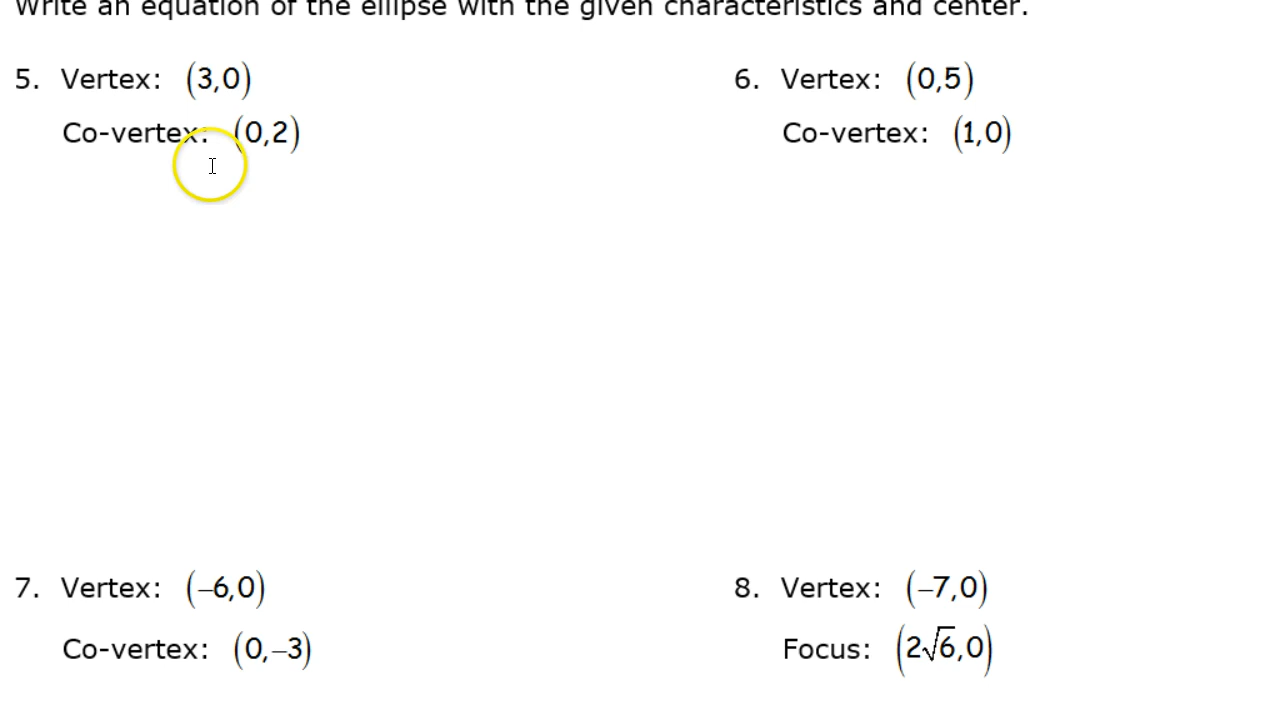 Write an equation of the ellipse with the given characteristics and center.
5. Vertex: (3,0)
Co-vertex: (0,2)
6. Vertex: (0,5)
Co-vertex: (1,0)
7. Vertex: (–6,0)
Co-vertex: (0,–3)
8. Vertex: (–7,0)
Focus: (2√6,0)